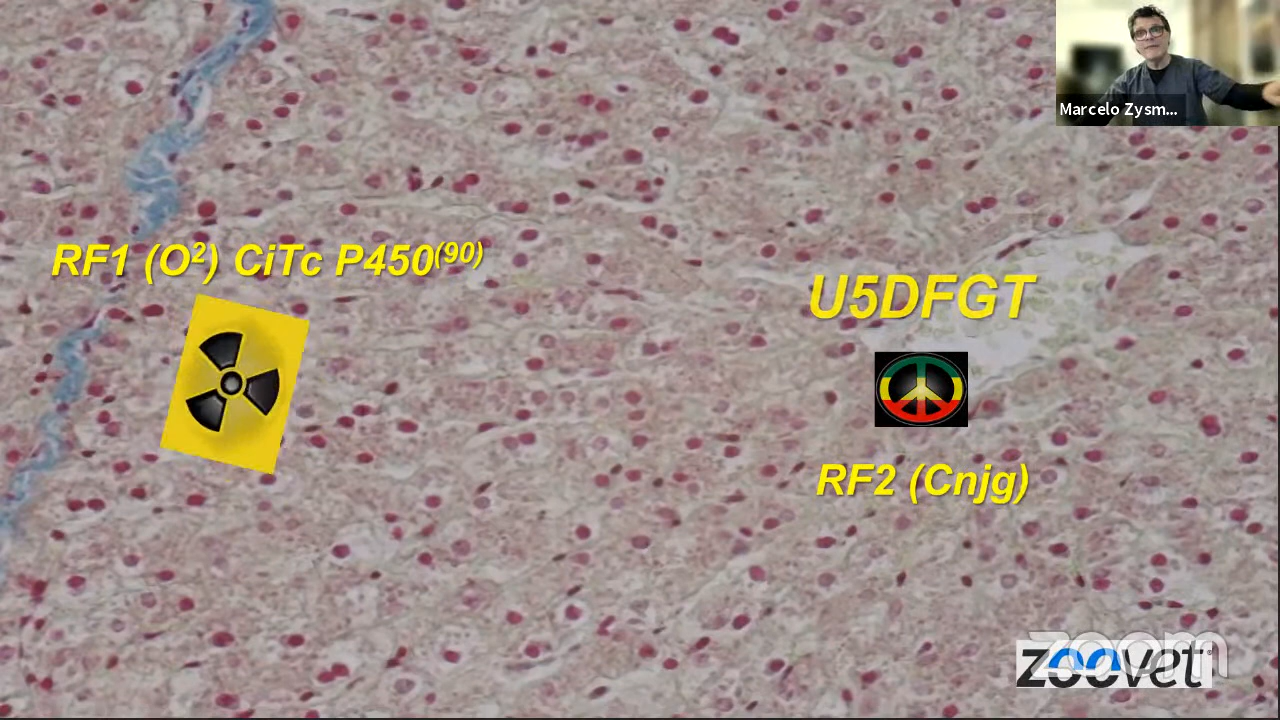 Marcelo Zysm...
RF1 (O²) CiTc P450⁽⁹⁰⁾
U5DFGT
RF2 (Cnjg)
zoom
zoovet